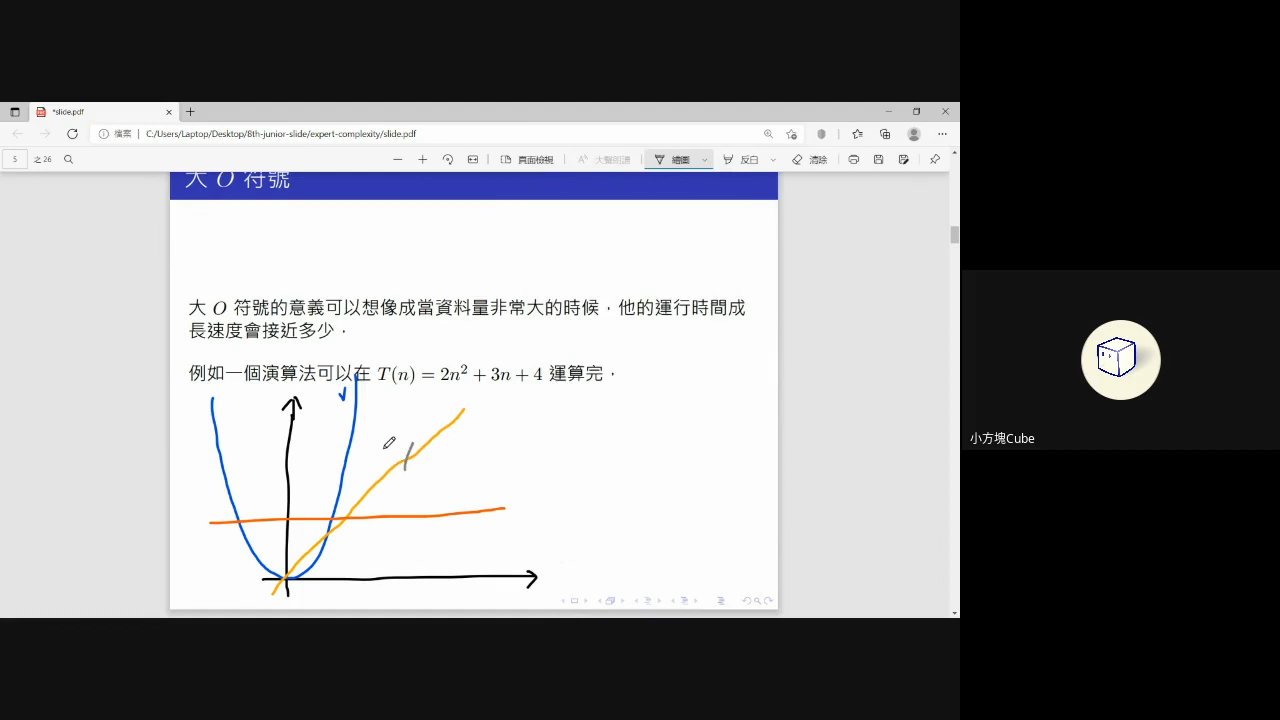 *slide.pdf
檔案
C:/Users/Laptop/Desktop/8th-junior-slide/expert-complexity/slide.pdf
5 之 26 頁面檢視 大聲朗讀 繪圖 反白 清除
大 O 符號
大 O 符號的意義可以想像成當資料量非常大的時候,他的運行時間成
長速度會接近多少.
例如一個演算法可以在 T(n) = 2n² + 3n + 4 運算完,
小方塊Cube